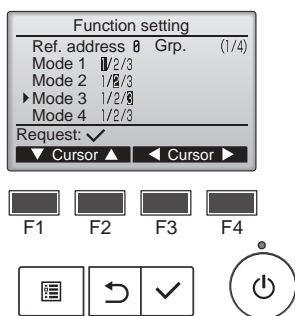 Function setting
Ref. address 0 Grp. (1/4)
Mode 1 1/2/3
Mode 2 1/2/3
Mode 3 1/2/3
Mode 4 1/2/3
Request: ✓
▼ Cursor ▲ ◀ Cursor ▶
F1 F2 F3 F4